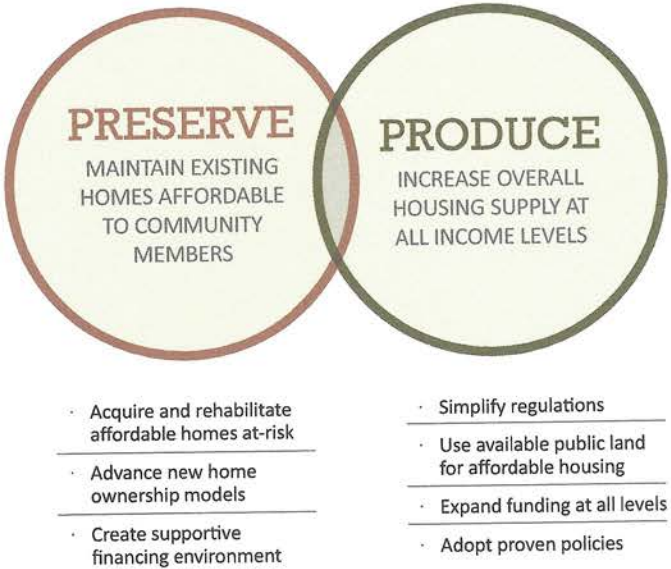 PRESERVE
MAINTAIN EXISTING
HOMES AFFORDABLE
TO COMMUNITY
MEMBERS
PRODUCE
INCREASE OVERALL
HOUSING SUPPLY AT
ALL INCOME LEVELS
· Acquire and rehabilitate
affordable homes at-risk
· Advance new home
ownership models
· Create supportive
financing environment
· Simplify regulations
· Use available public land
for affordable housing
· Expand funding at all levels
· Adopt proven policies